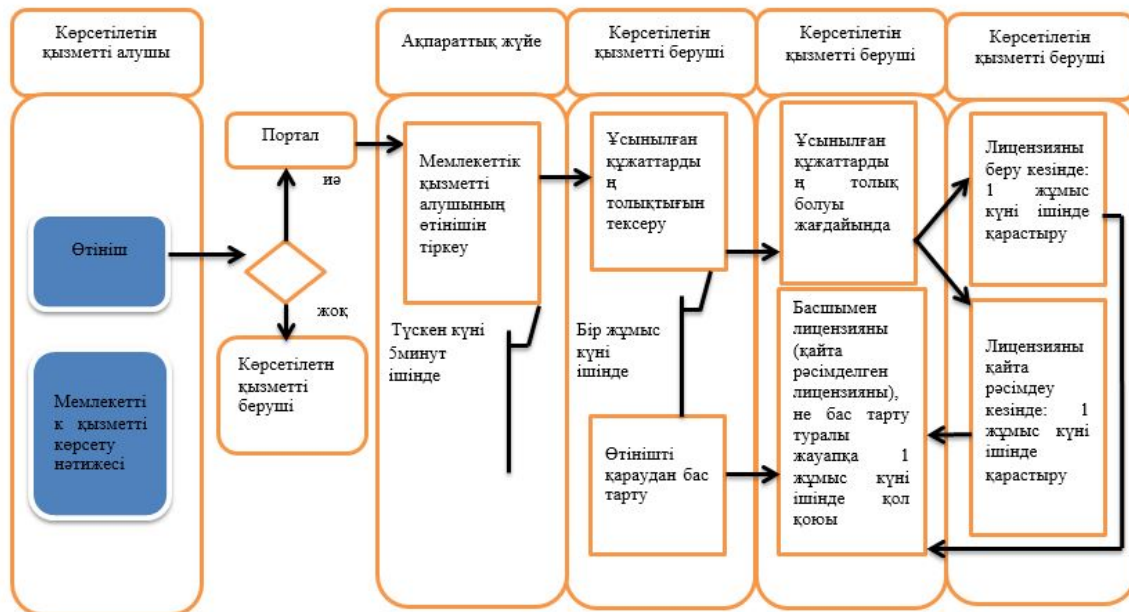 Көрсетілетін
қызметті алушы
Ақпараттық жүйе
Көрсетілетін
қызметті беруші
Көрсетілетін
қызметті беруші
Көрсетілетін
қызметті беруші
Өтініш
Мемлекетті
к қызметті
көрсету
нәтижесі
Портал
иә
жоқ
Көрсетілетн
қызметті
беруші
Мемлекеттік
қызметті
алушының
өтінішін
тіркеу
Түскен күні
5минут
ішінде
Ұсынылған
құжаттарды
ң
толықтығын
тексеру
Бір жұмыс
күні
ішінде
Өтінішті
қараудан бас
тарту
Ұсынылған
құжаттарды
ң толық
болуы
жағдайында
Басшымен
лицензияны
(қайта
рәсімделген
лицензияны),
не бас тарту
туралы
жауапқа 1
жұмыс күні
ішінде қол
қоюы
Лицензияны
беру кесінде:
1 жұмыс
күні ішінде
қарастыру
Лицензияны
қайта
рәсімдеу
кесінде: 1
жұмыс күні
ішінде
қарастыру